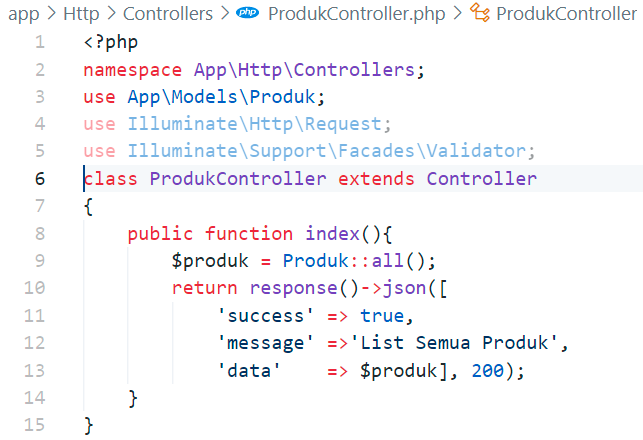 app > Http > Controllers > php ProdukController.php > ProdukController
1 <?php
2 namespace App\Http\Controllers;
3 use App\Models\Produk;
4 use Illuminate\Http\Request;
5 use Illuminate\Support\Facades\Validator;
6 class ProdukController extends Controller
7 {
8     public function index(){
9         $produk = Produk::all();
10         return response()->json([
11             'success' => true,
12             'message' =>'List Semua Produk',
13             'data'    => $produk], 200);
14     }
15 }